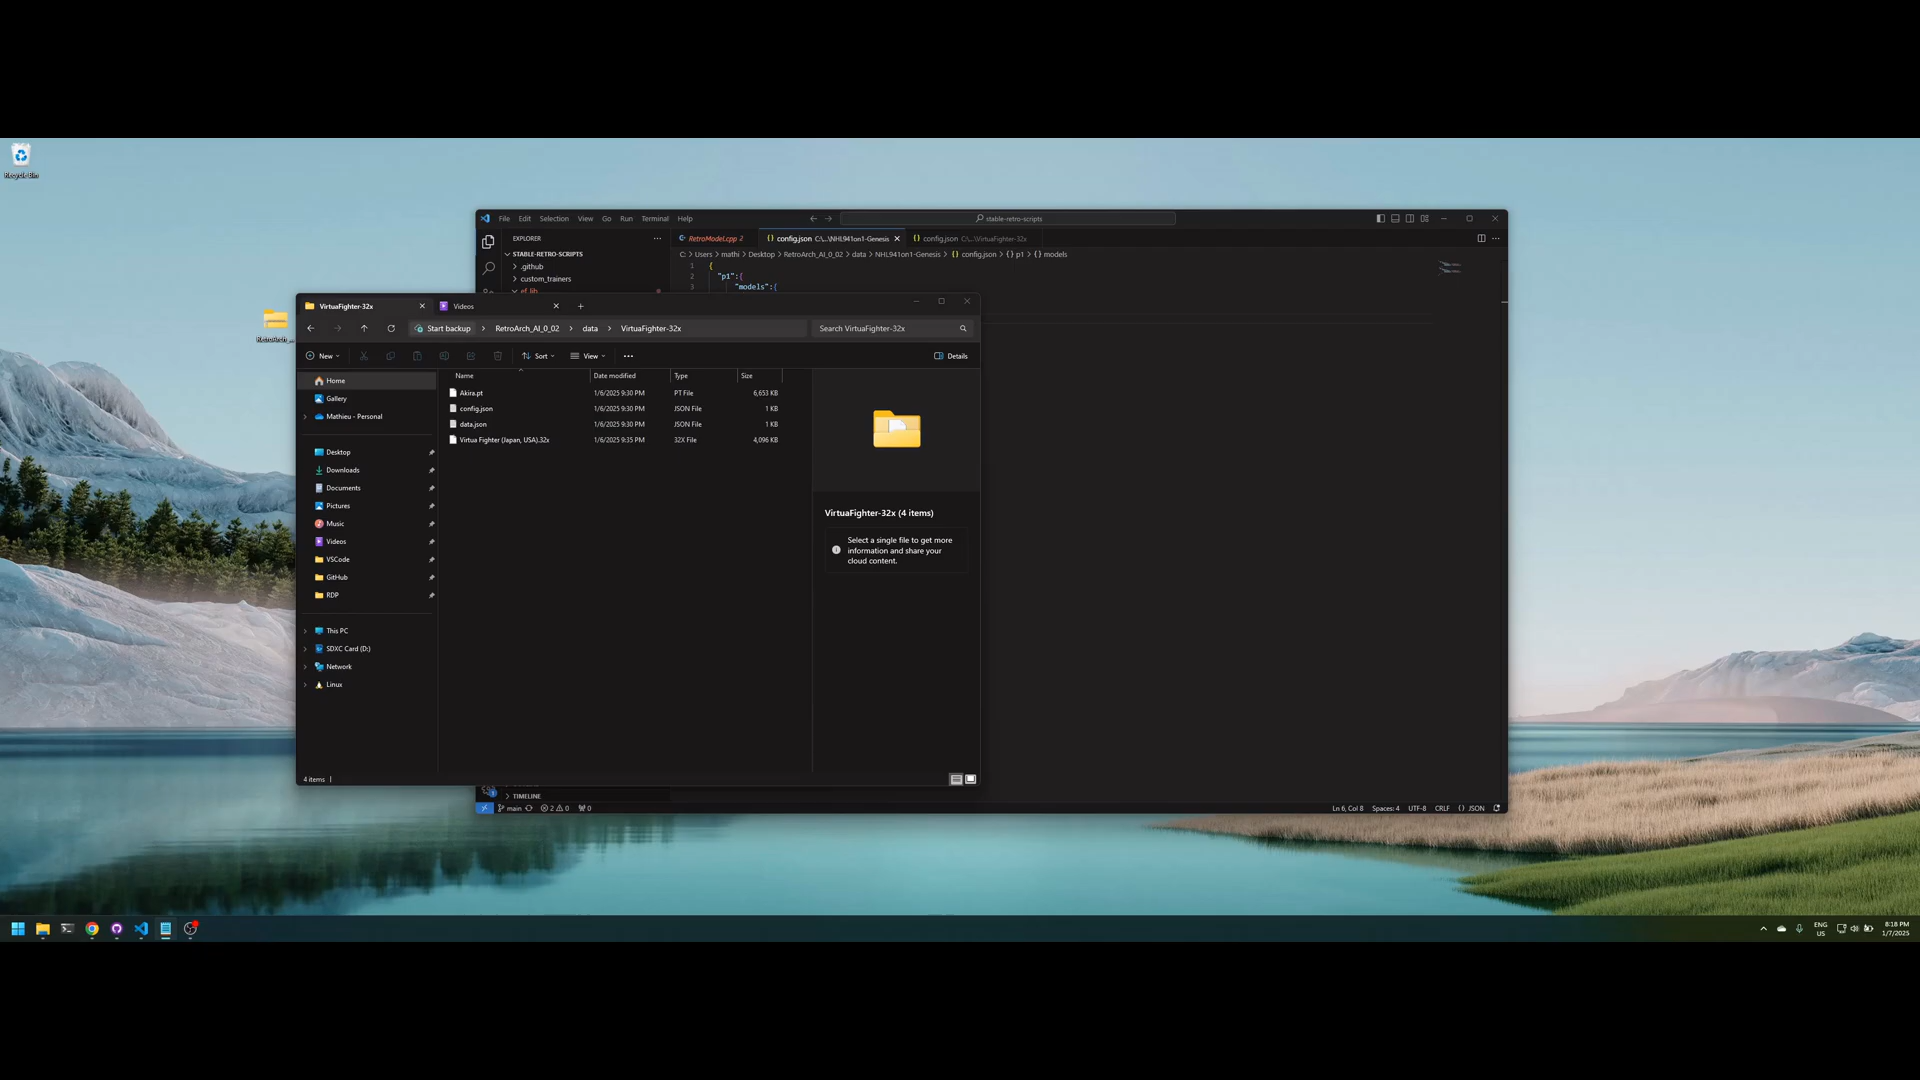 Recycle Bin
RetroArch_...
File Edit Selection View Go Run Terminal Help
stable-retro-scripts
EXPLORER
RetroModel.cpp 2
config.json C:\...\NHL941on1-Genesis
config.json C:\...\VirtuaFighter-32x
STABLE-RETRO-SCRIPTS
C: > Users > mathi > Desktop > RetroArch_AI_0_02 > data > NHL941on1-Genesis > {} config.json > {} p1 > {} models
.github
custom_trainers
ef_lib
1 {
2 "p1":{
3 "models":{
VirtuaFighter-32x
Videos
Start backup > RetroArch_AI_0_02 > data > VirtuaFighter-32x
Search VirtuaFighter-32x
New
Sort
View
Details
Name Date modified Type Size
Akira.pt 1/6/2025 9:30 PM PT File 6,653 KB
config.json 1/6/2025 9:30 PM JSON File 1 KB
data.json 1/6/2025 9:30 PM JSON File 1 KB
Virtua Fighter (Japan, USA).32x 1/6/2025 9:35 PM 32X File 4,096 KB
Home
Gallery
Mathieu - Personal
Desktop
Downloads
Documents
Pictures
Music
Videos
VSCode
GitHub
RDP
This PC
SDXC Card (D:)
Network
Linux
VirtuaFighter-32x (4 items)
Select a single file to get more
information and share your
cloud content.
4 items
TIMELINE
main
2 0
0
Ln 6, Col 8 Spaces: 4 UTF-8 CRLF {} JSON
ENG
US
8:18 PM
1/7/2025